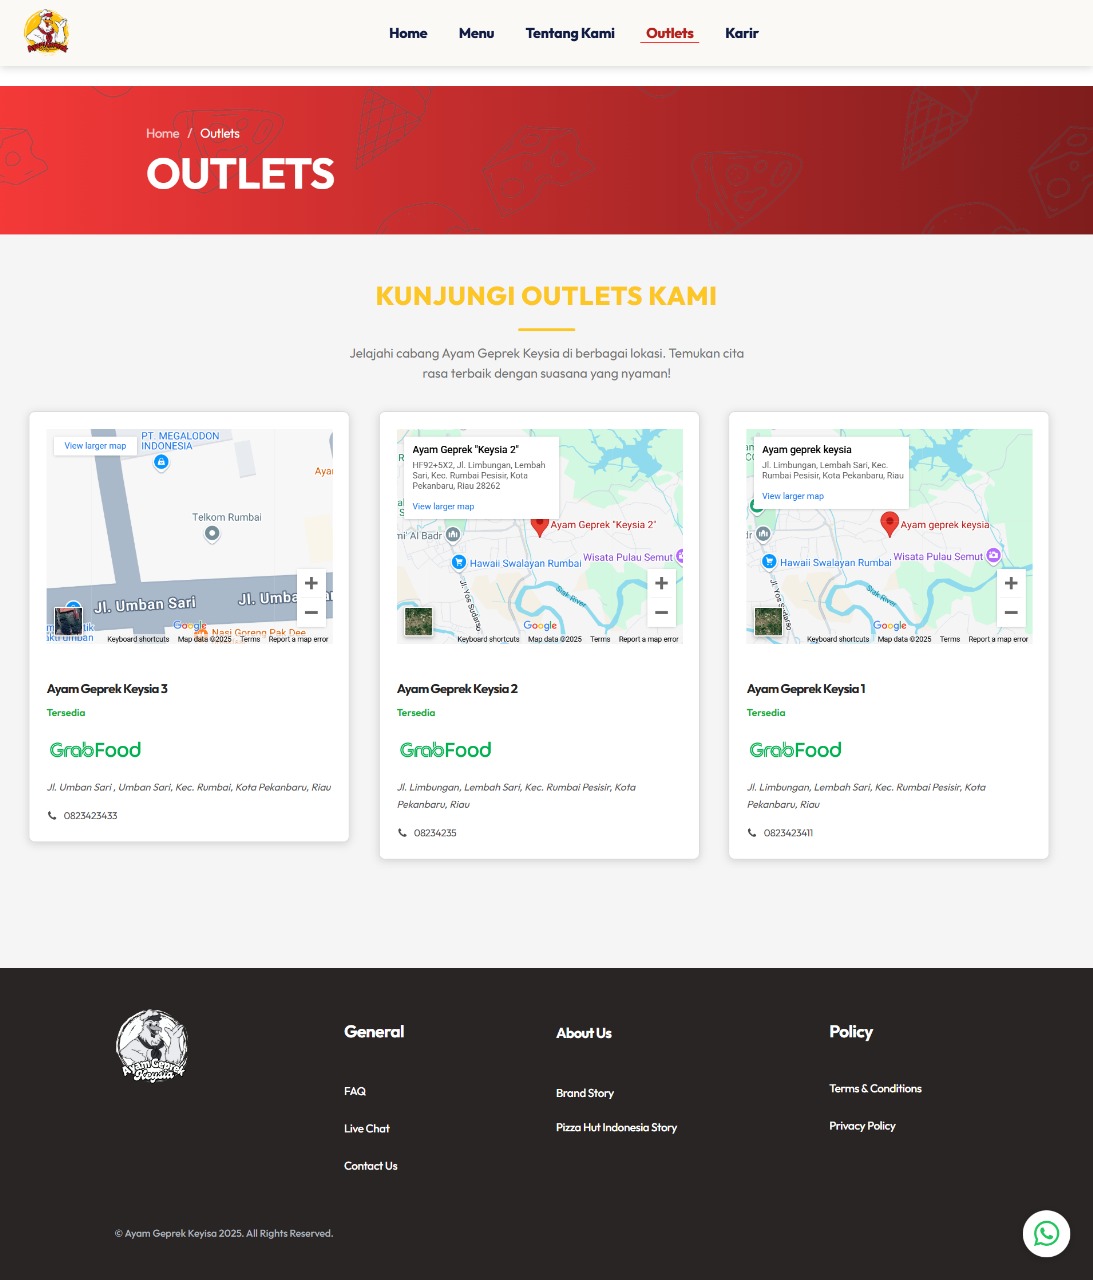 Home Menu Tentang Kami Outlets Karir
Home / Outlets
OUTLETS
KUNJUNGI OUTLETS KAMI
Jelajahi cabang Ayam Geprek Keysia di berbagai lokasi. Temukan cita
rasa terbaik dengan suasana yang nyaman!
View larger map
PT. MEGALODON
INDONESIA
Telkom Rumbai
Jl. Umban Sari
Nasi Goreng Pak Dee
Google
Keyboard shortcuts Map data ©2025 Terms Report a map error
Ayam Geprek Keysia 3
Tersedia
GrabFood
Jl. Umban Sari , Umban Sari, Kec. Rumbai, Kota Pekanbaru, Riau
0823423433
Ayam Geprek "Keysia 2"
HF92+5X2, Jl. Limbungan, Lembah
Sari, Kec. Rumbai Pesisir, Kota
Pekanbaru, Riau 28262
View larger map
Ayam Geprek "Keysia 2"
mi' Al Badr
Wisata Pulau Semut
Hawaii Swalayan Rumbai
Jl. Yos Sudarso
Siak River
Google
Keyboard shortcuts Map data ©2025 Terms Report a map error
Ayam Geprek Keysia 2
Tersedia
GrabFood
Jl. Limbungan, Lembah Sari, Kec. Rumbai Pesisir, Kota
Pekanbaru, Riau
08234235
Ayam geprek keysia
Jl. Limbungan, Lembah Sari, Kec.
Rumbai Pesisir, Kota Pekanbaru, Riau
View larger map
Ayam geprek keysia
Wisata Pulau Semut
Hawaii Swalayan Rumbai
Siak River
Google
Keyboard shortcuts Map data ©2025 Terms Report a map error
Ayam Geprek Keysia 1
Tersedia
GrabFood
Jl. Limbungan, Lembah Sari, Kec. Rumbai Pesisir, Kota
Pekanbaru, Riau
0823423411
Ayam Geprek
Keysia
General
FAQ
Live Chat
Contact Us
About Us
Brand Story
Pizza Hut Indonesia Story
Policy
Terms & Conditions
Privacy Policy
© Ayam Geprek Keyisa 2025. All Rights Reserved.